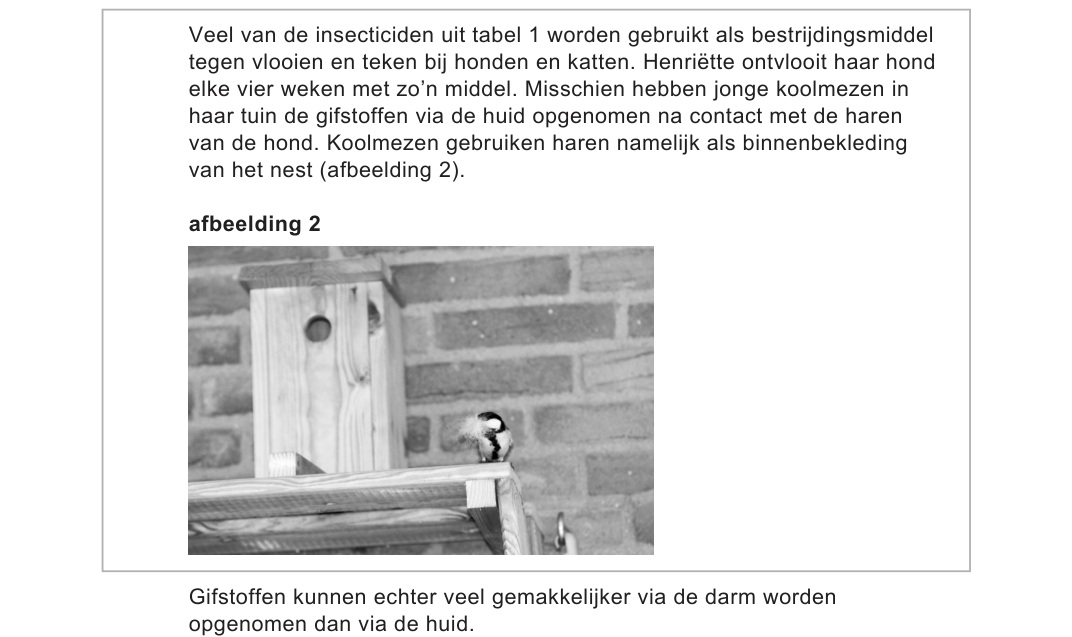 Veel van de insecticiden uit tabel 1 worden gebruikt als bestrijdingsmiddel
tegen vlooien en teken bij honden en katten. Henriëtte ontvlooit haar hond
elke vier weken met zo’n middel. Misschien hebben jonge koolmezen in
haar tuin de gifstoffen via de huid opgenomen na contact met de haren
van de hond. Koolmezen gebruiken haren namelijk als binnenbekleding
van het nest (afbeelding 2).
afbeelding 2
Gifstoffen kunnen echter veel gemakkelijker via de darm worden
opgenomen dan via de huid.